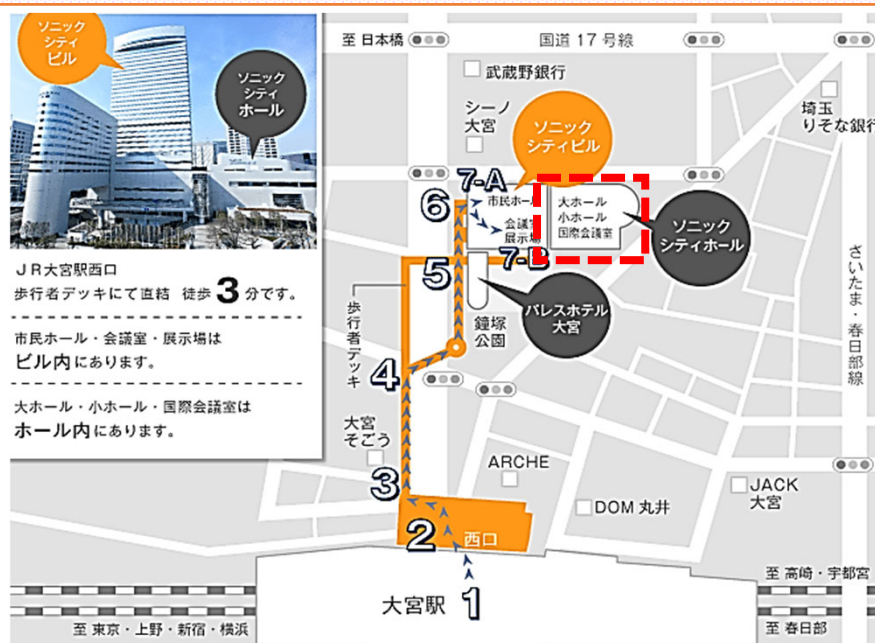 ソニック
シティ
ビル
ソニック
シティ
ホール
JR大宮駅西口
歩行者デッキにて直結 徒歩3分です。
市民ホール・会議室・展示場は
ビル内にあります。
大ホール・小ホール・国際会議室は
ホール内にあります。
至 日本橋
国道17号線
武蔵野銀行
シーノ
大宮
ソニック
シティビル
埼玉
りそな銀行
7-A
6
市民ホール
会議室
展示場
大ホール
小ホール
国際会議室
ソニック
シティホール
7-B
5
パレスホテル
大宮
鐘塚
公園
歩行者デッキ
さいたま・春日部線
4
大宮
そごう
3
ARCHE
DOM 丸井
JACK
大宮
2
西口
大宮駅
1
至 高崎・宇都宮
至 東京・上野・新宿・横浜
至 春日部